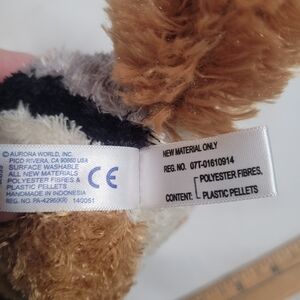 © AURORA WORLD, INC.
PICO RIVERA, CA 90660 USA
SURFACE WASHABLE
ALL NEW MATERIALS
POLYESTER FIBRES &
PLASTIC PELLETS
HANDMADE IN INDONESIA
REG. NO. PA-4296(KR) 140051
CE
NEW MATERIAL ONLY
REG. NO. 07T-01610914
CONTENT: POLYESTER FIBRES,
PLASTIC PELLETS